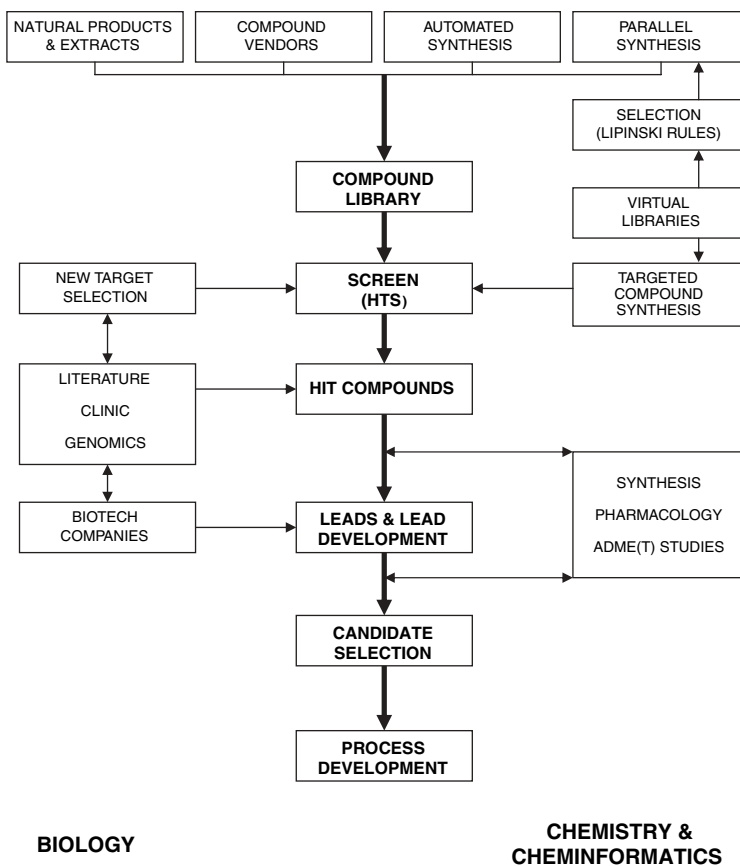 NATURAL PRODUCTS
& EXTRACTS
COMPOUND
VENDORS
AUTOMATED
SYNTHESIS
PARALLEL
SYNTHESIS
SELECTION
(LIPINSKI RULES)
COMPOUND
LIBRARY
VIRTUAL
LIBRARIES
NEW TARGET
SELECTION
SCREEN
(HTS)
TARGETED
COMPOUND
SYNTHESIS
LITERATURE
CLINIC
GENOMICS
HIT COMPOUNDS
BIOTECH
COMPANIES
LEADS & LEAD
DEVELOPMENT
SYNTHESIS
PHARMACOLOGY
ADME(T) STUDIES
CANDIDATE
SELECTION
PROCESS
DEVELOPMENT
BIOLOGY
CHEMISTRY &
CHEMINFORMATICS